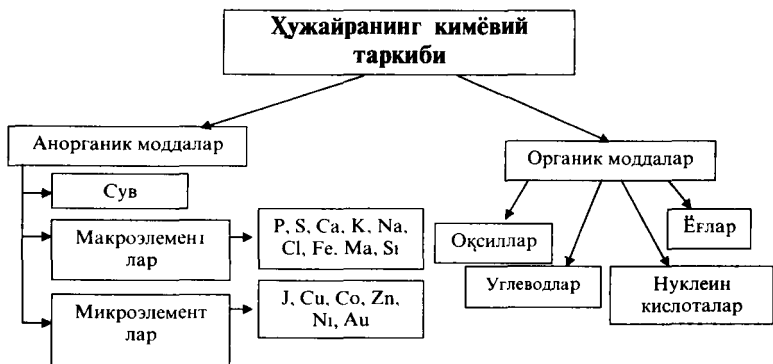 Ҳужайранинг кимёвий
таркиби
Анорганик моддалар
Сув
Макроэлемент
лар
P, S, Ca, K, Na,
Cl, Fe, Ma, Si
Микроэлемент
лар
J, Cu, Co, Zn,
Ni, Au
Органик моддалар
Оқсиллар
Углеводлар
Нуклеин
кислоталар
Ёғлар